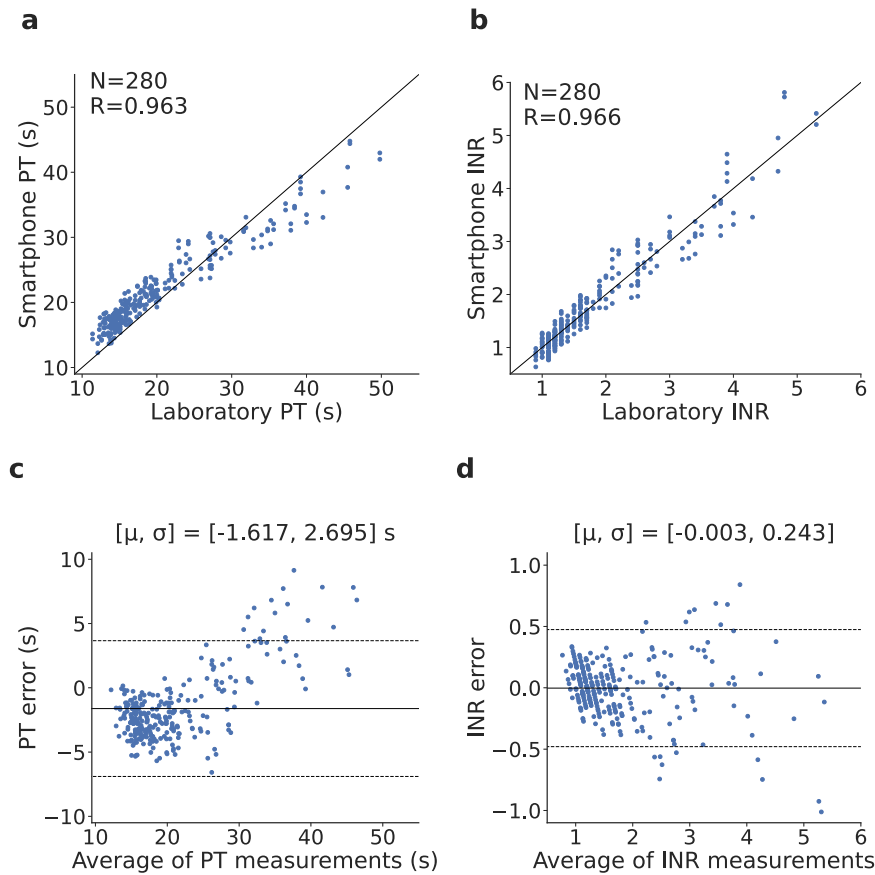 a
N=280
R=0.963
50
40
30
20
10
Smartphone PT (s)
10 20 30 40 50
Laboratory PT (s)
b
N=280
R=0.966
6
5
4
3
2
1
Smartphone INR
1 2 3 4 5 6
Laboratory INR
c
[μ, σ] = [-1.617, 2.695] s
10
5
0
−5
−10
PT error (s)
10 20 30 40 50
Average of PT measurements (s)
d
[μ, σ] = [-0.003, 0.243]
1.0
0.5
0.0
−0.5
−1.0
INR error
1 2 3 4 5 6
Average of INR measurements